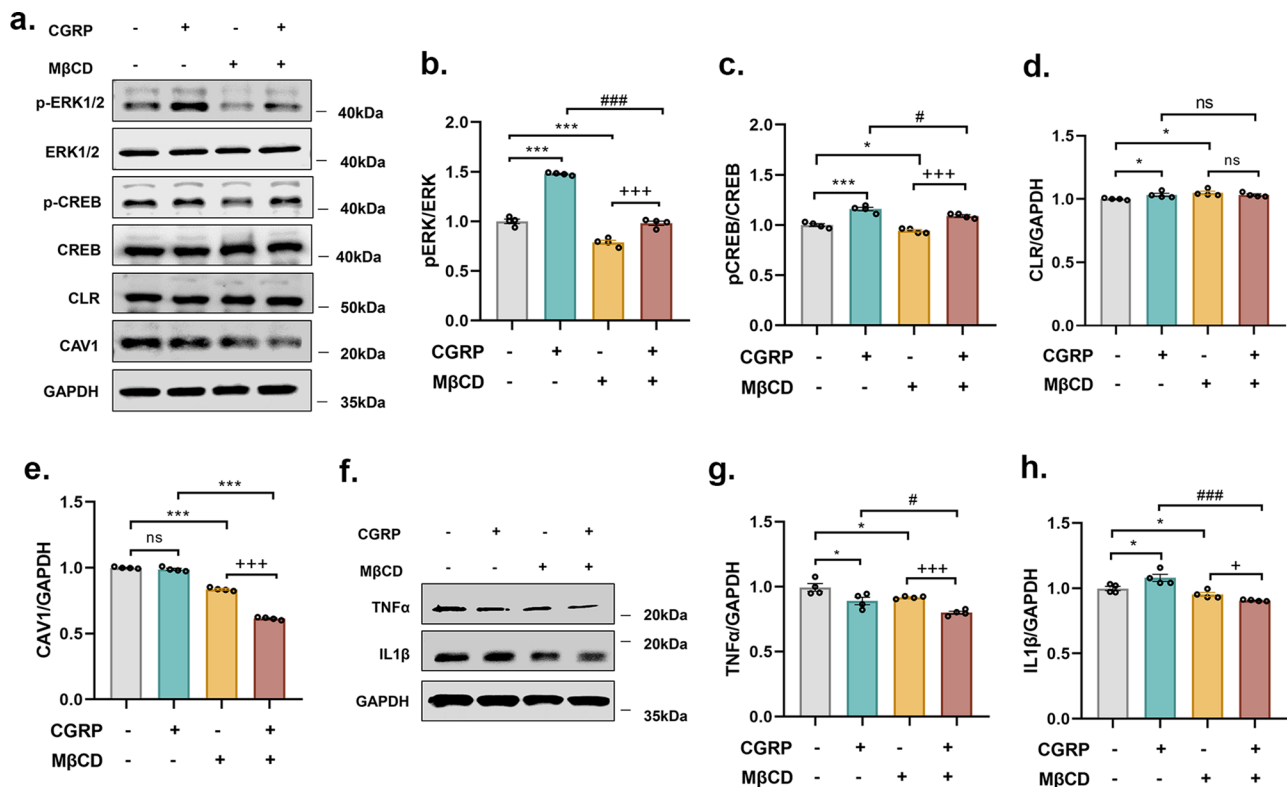 a.
CGRP - + - +
MβCD - - + +
p-ERK1/2 40kDa
ERK1/2 40kDa
p-CREB 40kDa
CREB 40kDa
CLR 50kDa
CAV1 20kDa
GAPDH 35kDa
b.
###
***
***
+++
pERK/ERK
2.0
1.5
1.0
0.5
0.0
CGRP - + - +
MβCD - - + +
c.
#
*
***
+++
pCREB/CREB
2.0
1.5
1.0
0.5
0.0
CGRP - + - +
MβCD - - + +
d.
ns
*
*
ns
CLR/GAPDH
1.5
1.0
0.5
0.0
CGRP - + - +
MβCD - - + +
e.
***
***
ns
+++
CAV1/GAPDH
1.5
1.0
0.5
0.0
CGRP - + - +
MβCD - - + +
f.
CGRP - + - +
MβCD - - + +
TNFα 20kDa
IL1β 20kDa
GAPDH 35kDa
g.
#
*
*
+++
TNFα/GAPDH
1.5
1.0
0.5
0.0
CGRP - + - +
MβCD - - + +
h.
###
*
*
+
IL1β/GAPDH
1.5
1.0
0.5
0.0
CGRP - + - +
MβCD - - + +